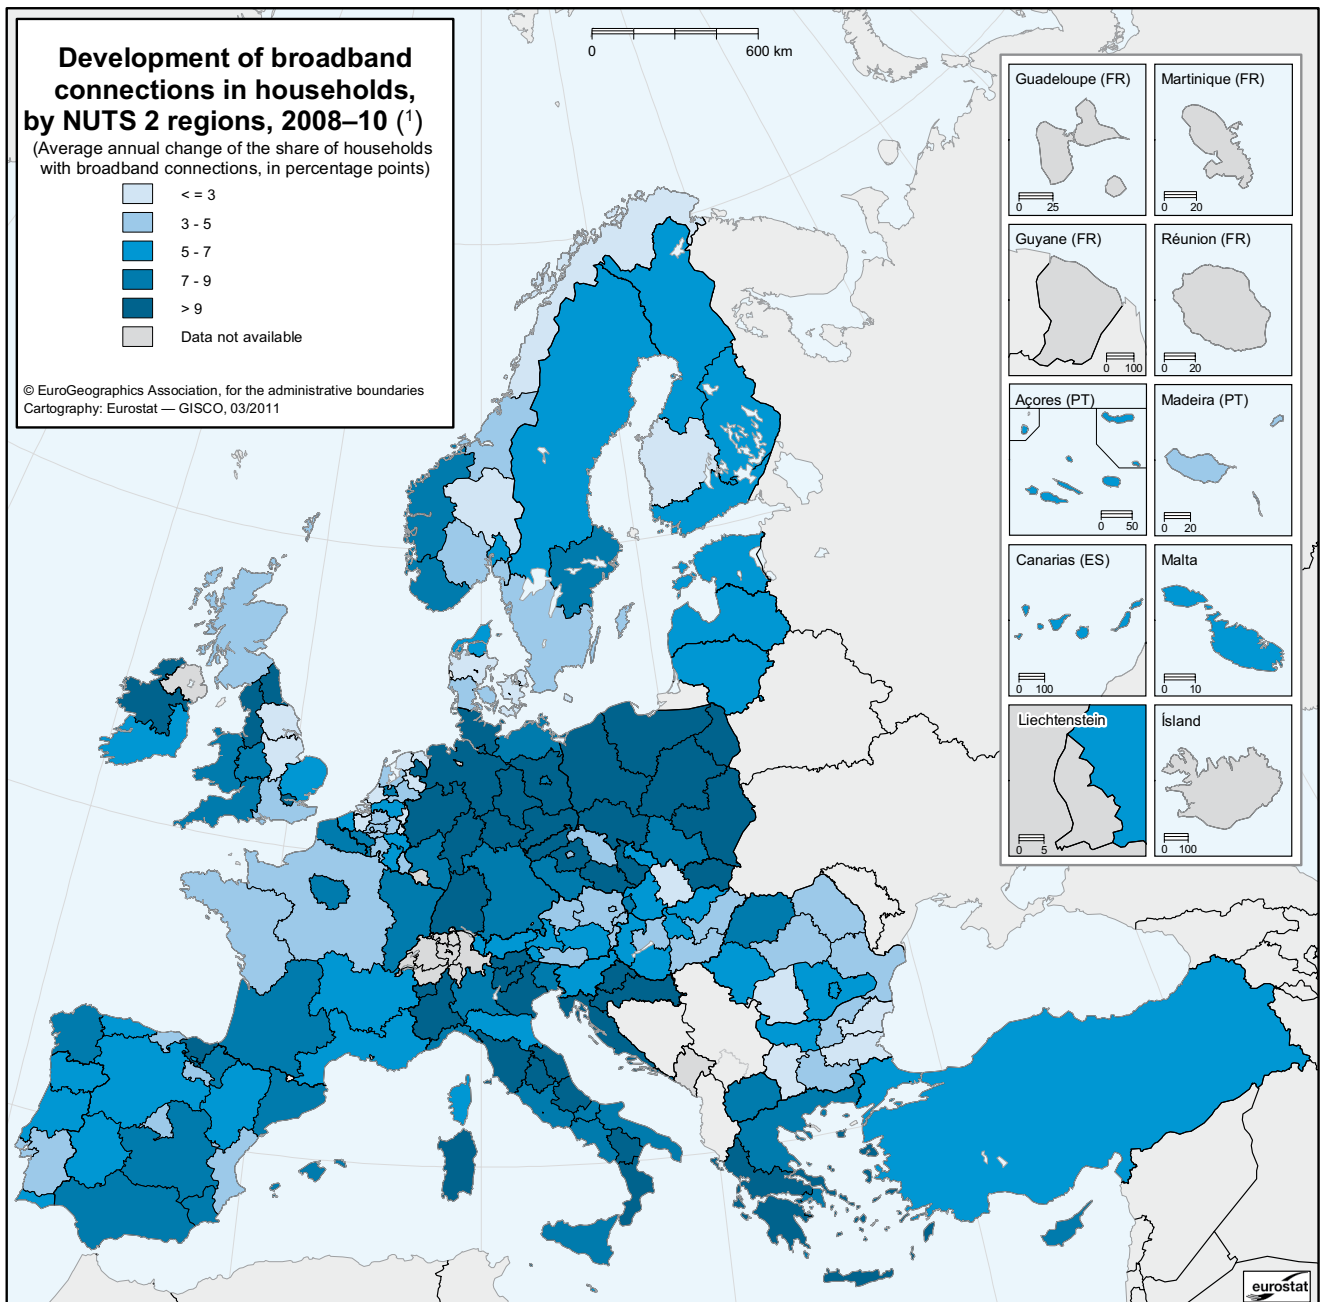 Development of broadband
connections in households,
by NUTS 2 regions, 2008–10 (¹)
(Average annual change of the share of households
with broadband connections, in percentage points)
< = 3
3 - 5
5 - 7
7 - 9
> 9
Data not available
© EuroGeographics Association, for the administrative boundaries
Cartography: Eurostat — GISCO, 03/2011
0 600 km
Guadeloupe (FR)
0 25
Martinique (FR)
0 20
Guyane (FR)
0 100
Réunion (FR)
0 20
Açores (PT)
0 50
Madeira (PT)
0 20
Canarias (ES)
0 100
Malta
0 10
Liechtenstein
0 5
Ísland
0 100
eurostat